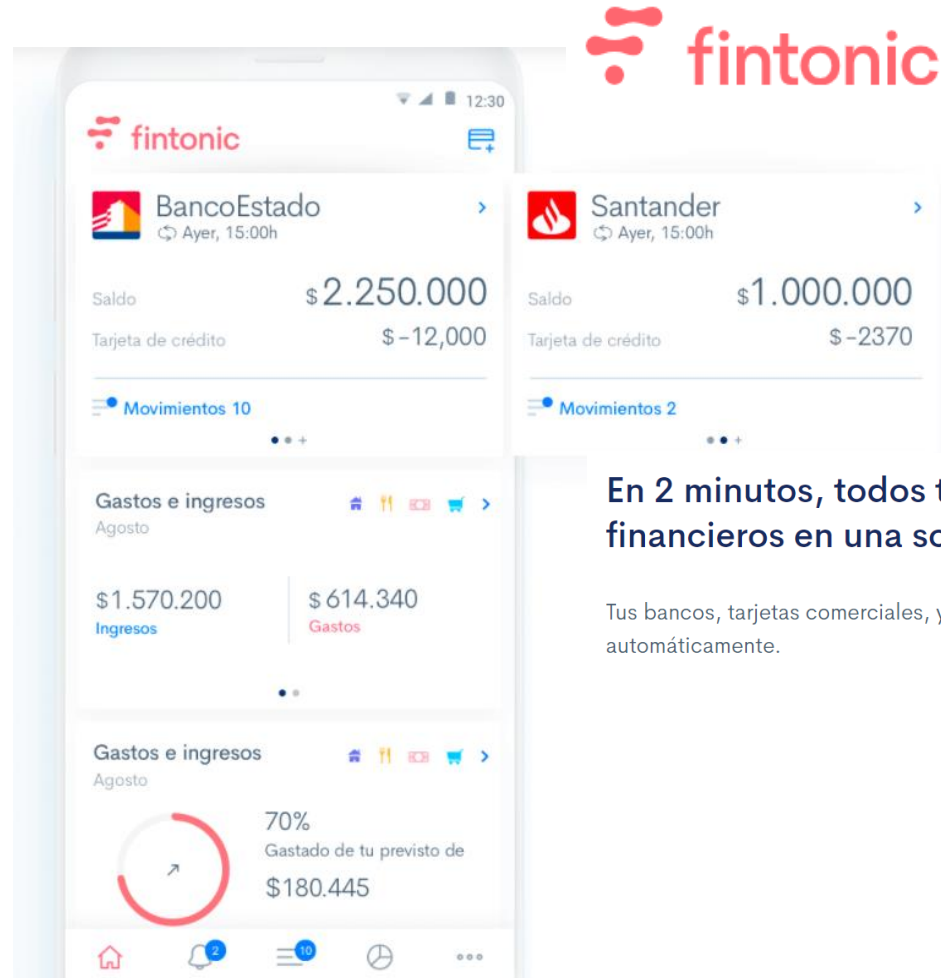 fintonic
12:30
fintonic
BancoEstado
Ayer, 15:00h
Saldo $2.250.000
Tarjeta de crédito $-12,000
Movimientos 10
Santander
Ayer, 15:00h
Saldo $1.000.000
Tarjeta de crédito $-2370
Movimientos 2
Gastos e ingresos
Agosto
$1.570.200
Ingresos
$614.340
Gastos
En 2 minutos, todos
financieros en una
Tus bancos, tarjetas comerciales,
automáticamente.
Gastos e ingresos
Agosto
70%
Gastado de tu previsto de
$180.445
2
10